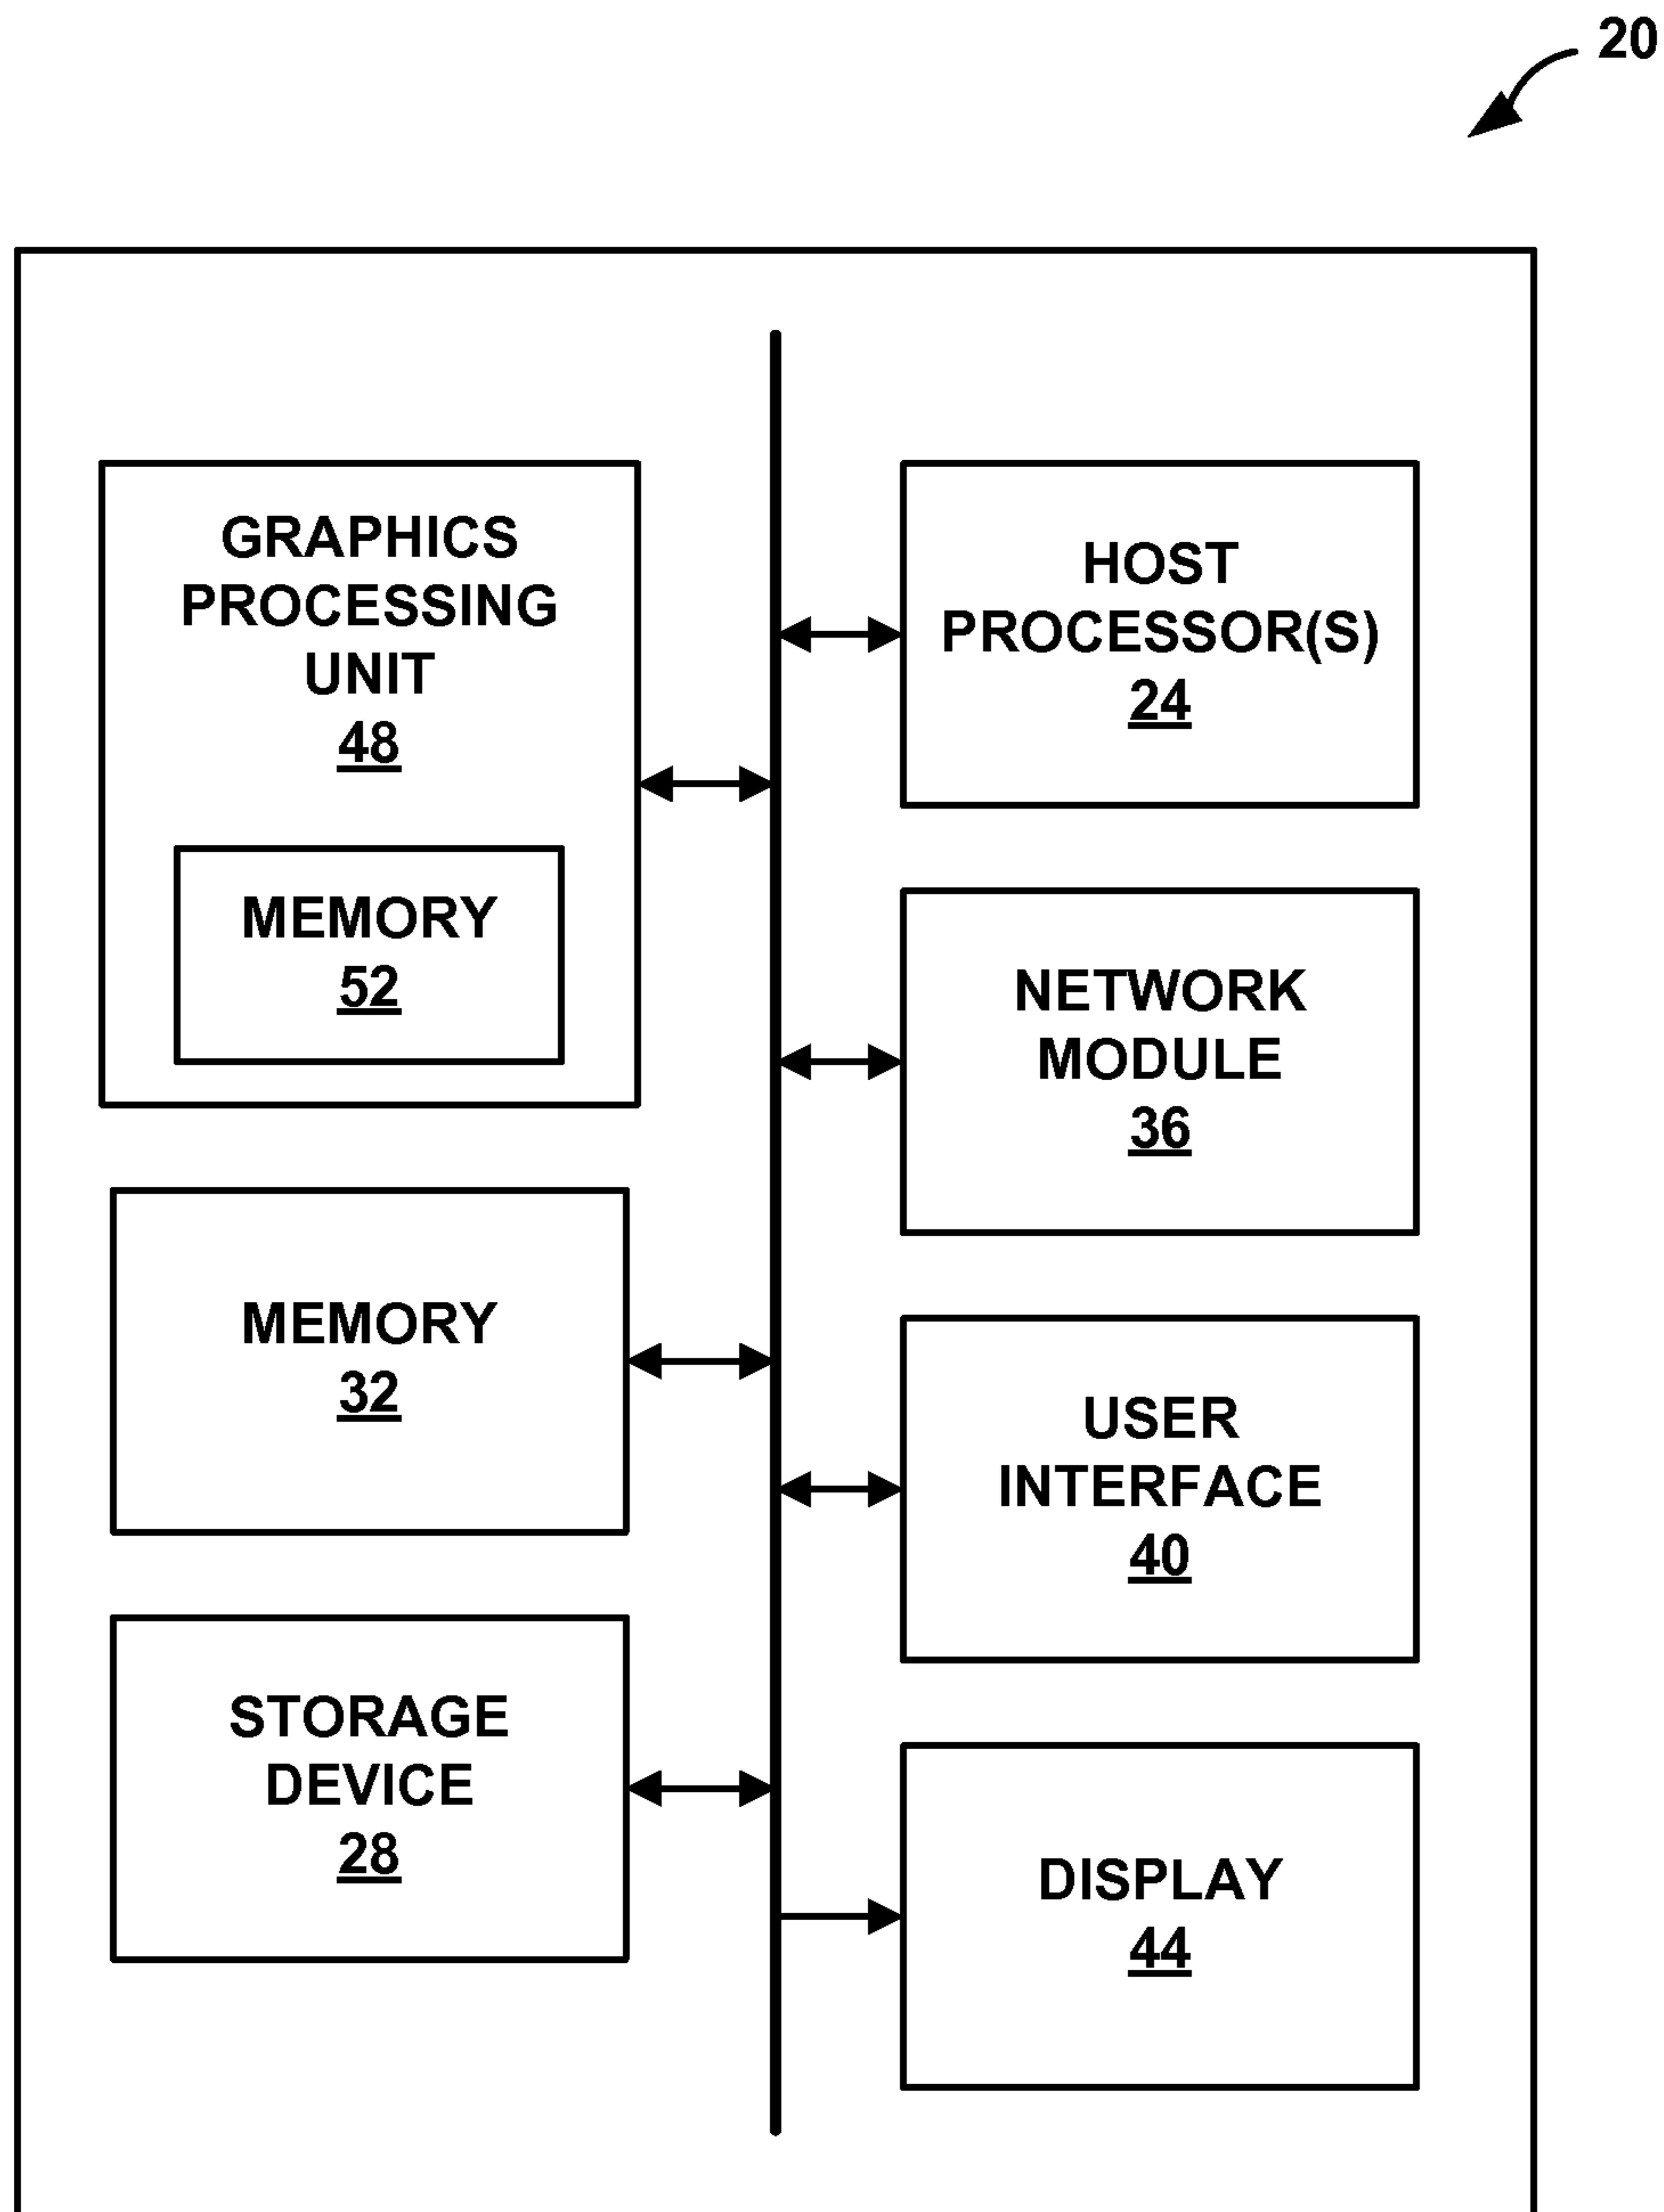 20
GRAPHICS
PROCESSING
UNIT
48
MEMORY
52
MEMORY
32
STORAGE
DEVICE
28
HOST
PROCESSOR(S)
24
NETWORK
MODULE
36
USER
INTERFACE
40
DISPLAY
44